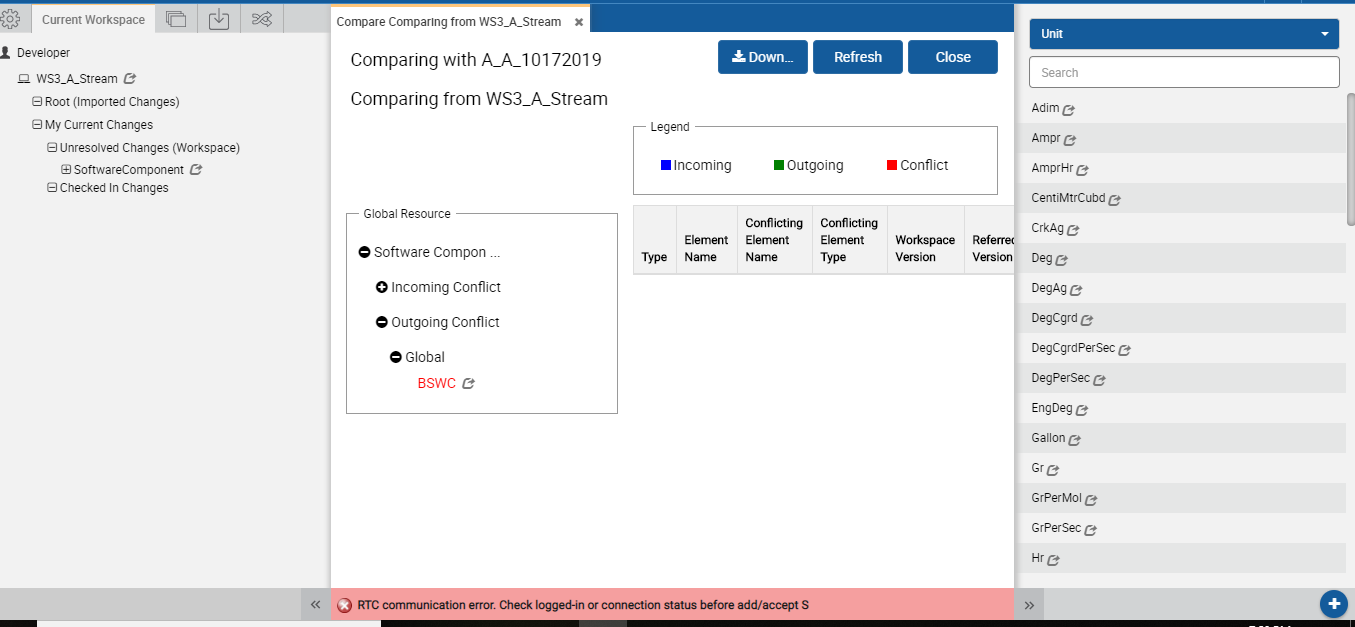 Current Workspace
Developer
WS3_A_Stream
Root (Imported Changes)
My Current Changes
Unresolved Changes (Workspace)
SoftwareComponent
Checked In Changes
Compare Comparing from WS3_A_Stream
Comparing with A_A_10172019
Down...
Refresh
Close
Comparing from WS3_A_Stream
Legend
Incoming
Outgoing
Conflict
Global Resource
Software Compon ...
Incoming Conflict
Outgoing Conflict
Global
BSWC
Type
Element
Name
Conflicting
Element
Name
Conflicting
Element
Type
Workspace
Version
Referred
Version
RTC communication error. Check logged-in or connection status before add/accept S
Unit
Search
Adim
Ampr
AmprHr
CentiMtrCubd
CrkAg
Deg
DegAg
DegCgrd
DegCgrdPerSec
DegPerSec
EngDeg
Gallon
Gr
GrPerMol
GrPerSec
Hr